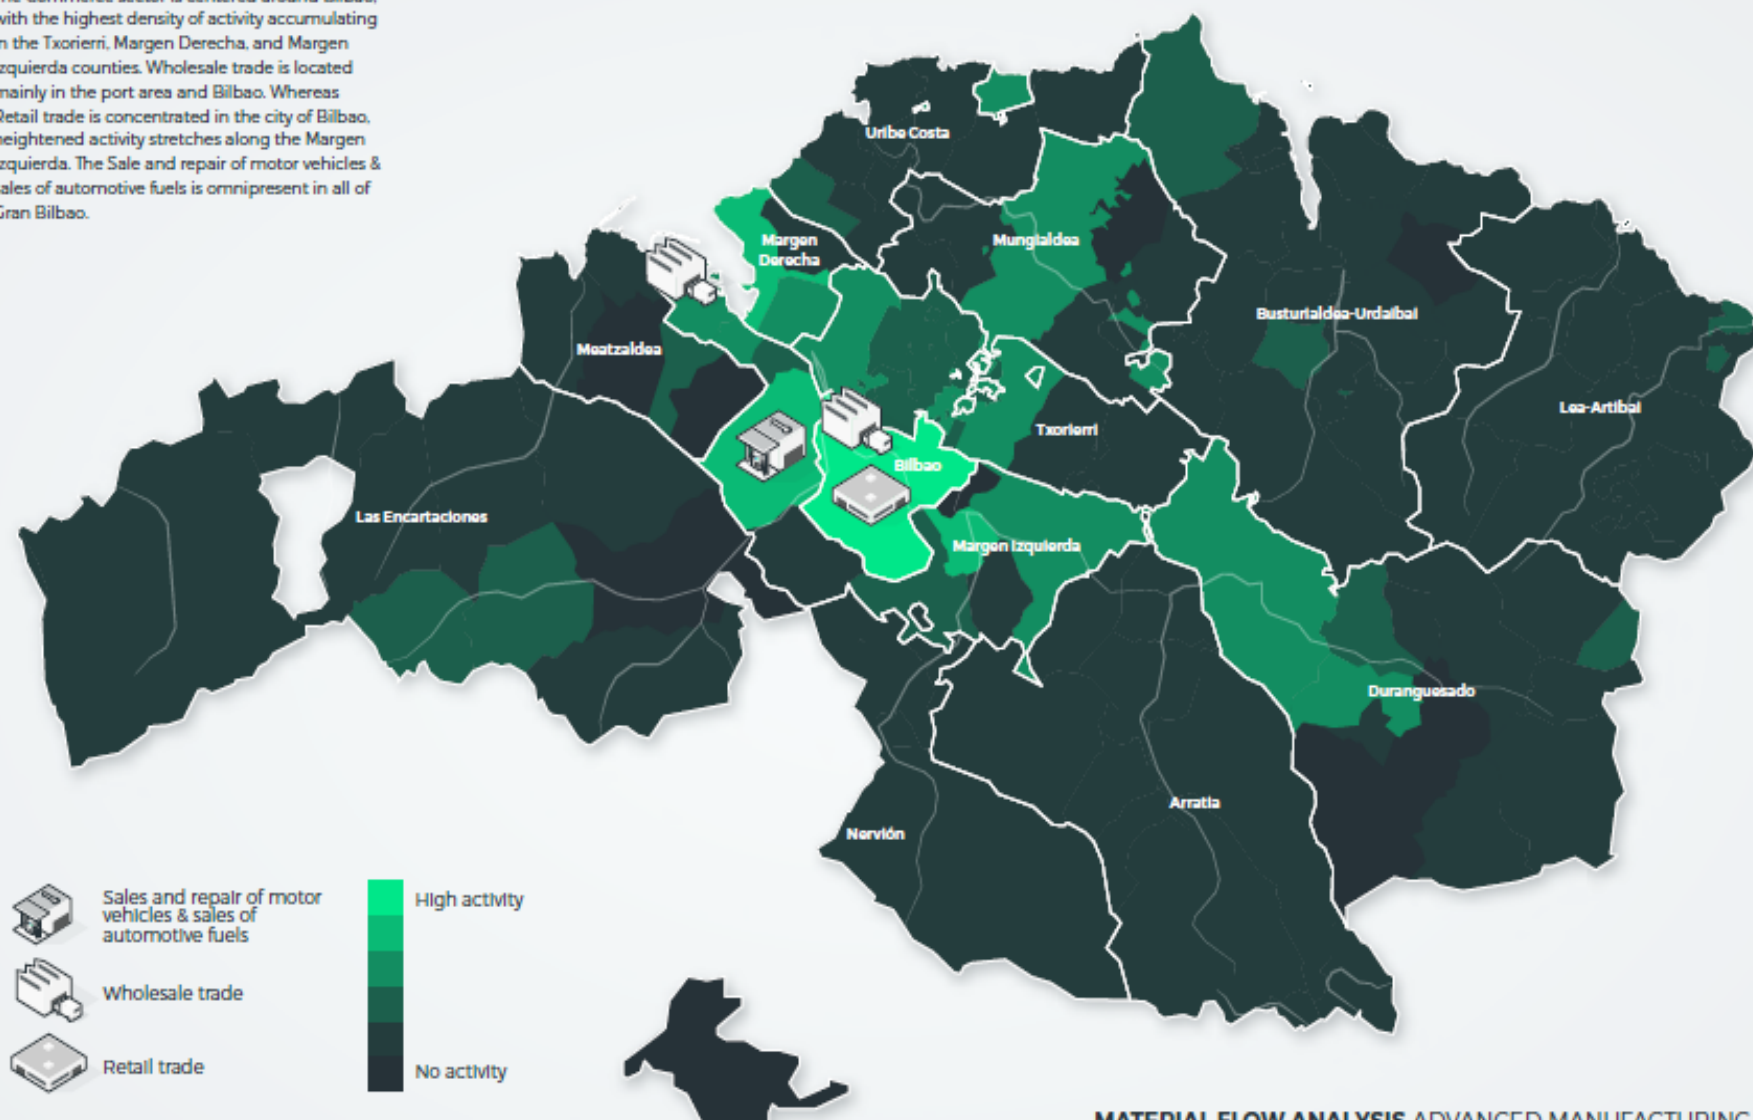 with the highest density of activity accumulating
in the Txorierri, Margen Derecha, and Margen
Izquierda counties. Wholesale trade is located
mainly in the port area and Bilbao. Whereas
Retail trade is concentrated in the city of Bilbao,
heightened activity stretches along the Margen
Izquierda. The Sale and repair of motor vehicles &
sales of automotive fuels is omnipresent in all of
Gran Bilbao.
Uribe Costa
Margen
Derecha
Mungialdea
Busturialdea-Urdaibai
Meatzaldea
Lea-Artibai
Txorierri
Bilbao
Las Encartaciones
Margen Izquierda
Duranguesado
Arratia
Nervión
Sales and repair of motor
vehicles & sales of
automotive fuels
Wholesale trade
Retail trade
High activity
No activity
MATERIAL FLOW ANALYSIS ADVANCED MANUFACTURING